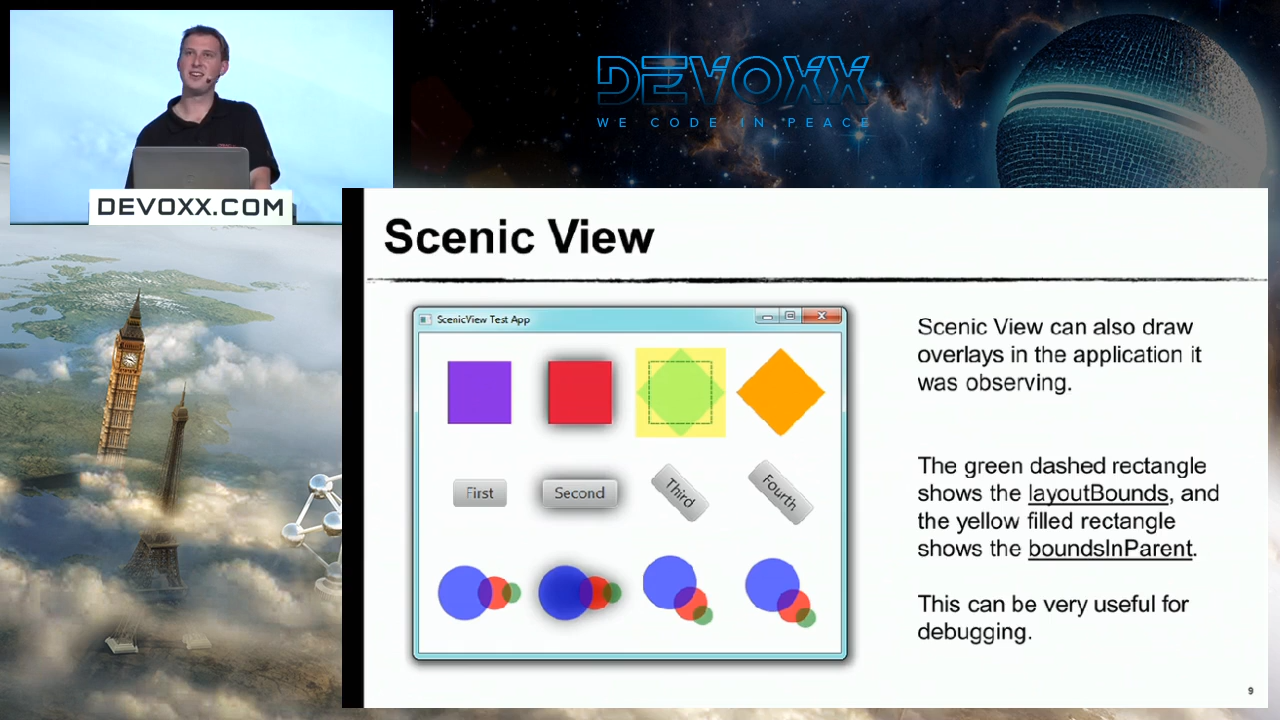 DEVOXX
WE CODE IN PEACE
DEVOXX.COM
Scenic View
ScenicView Test App
First
Second
Third
Fourth
Scenic View can also draw
overlays in the application it
was observing.
The green dashed rectangle
shows the layoutBounds, and
the yellow filled rectangle
shows the boundsInParent.
This can be very useful for
debugging.
9